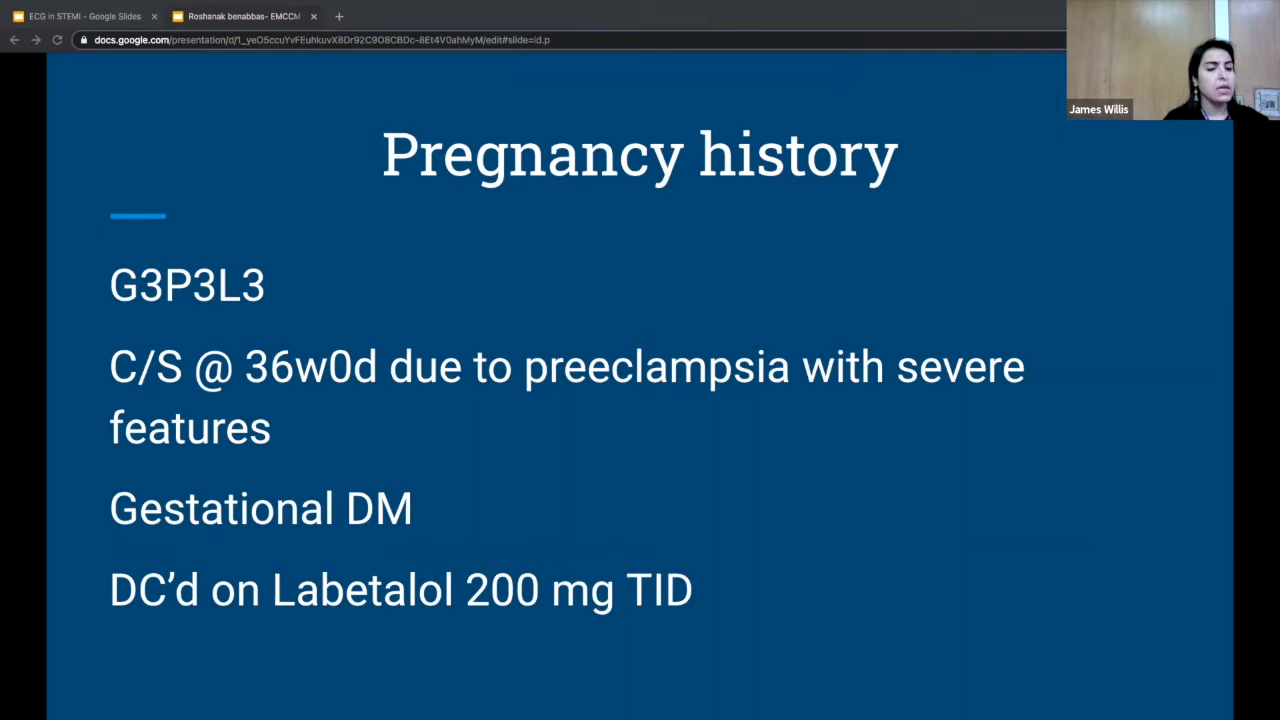 ECG in STEMI - Google Slides
Roshanak benabbas- EMCCM
docs.google.com/presentation/d/1_yeO5ccuYvFEuhkuvX8Dr92C9O8CBDc-8Et4V0ahMyM/edit#slide=id.p
James Willis
Pregnancy history
G3P3L3
C/S @ 36w0d due to preeclampsia with severe
features
Gestational DM
DC’d on Labetalol 200 mg TID